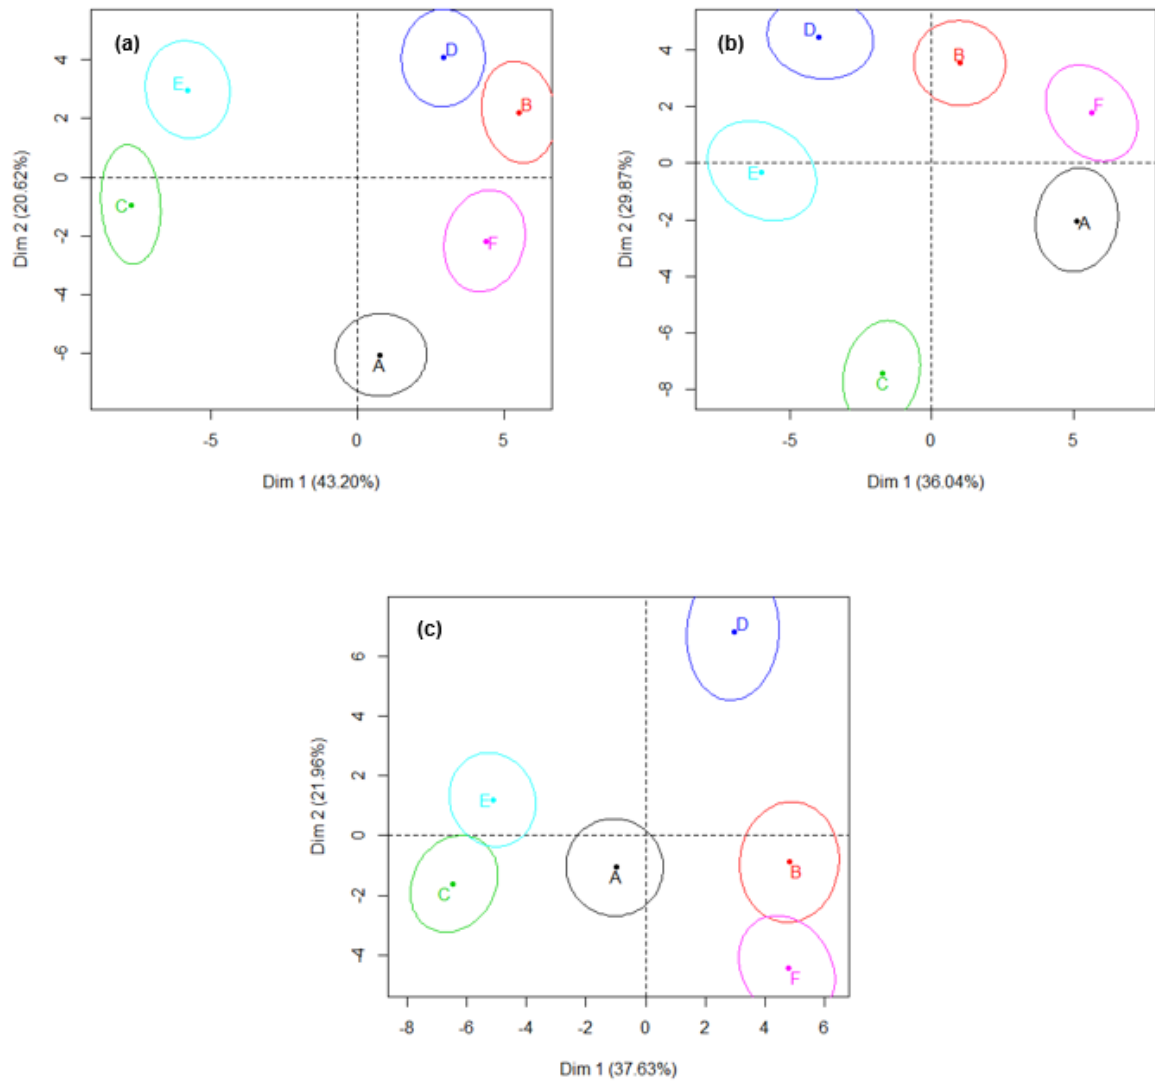 (a)
D
E
B
C
F
A
4
2
0
-2
-4
-6
Dim 2 (20.62%)
-5
0
5
Dim 1 (43.20%)
(b)
D
B
F
E
A
C
4
2
0
-2
-4
-6
-8
Dim 2 (29.87%)
-5
0
5
Dim 1 (36.04%)
(c)
D
E
A
B
C
F
6
4
2
0
-2
-4
Dim 2 (21.96%)
-8
-6
-4
-2
0
2
4
6
Dim 1 (37.63%)